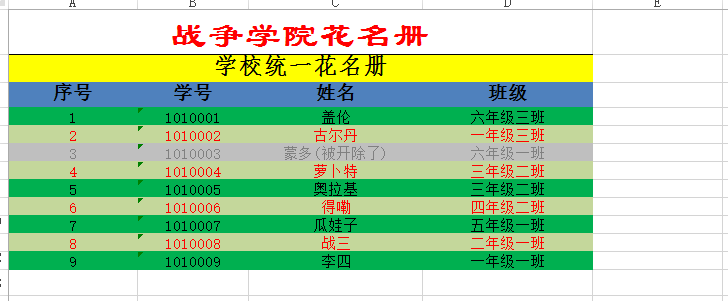 A B C D E
战争学院花名册
学校统一花名册
序号 学号 姓名 班级
1 1010001 盖伦 六年级三班
2 1010002 古尔丹 一年级三班
3 1010003 蒙多(被开除了) 六年级一班
4 1010004 萝卜特 三年级二班
5 1010005 奥拉基 三年级二班
6 1010006 得嘞 四年级二班
7 1010007 瓜娃子 五年级一班
8 1010008 战三 二年级一班
9 1010009 李四 一年级一班